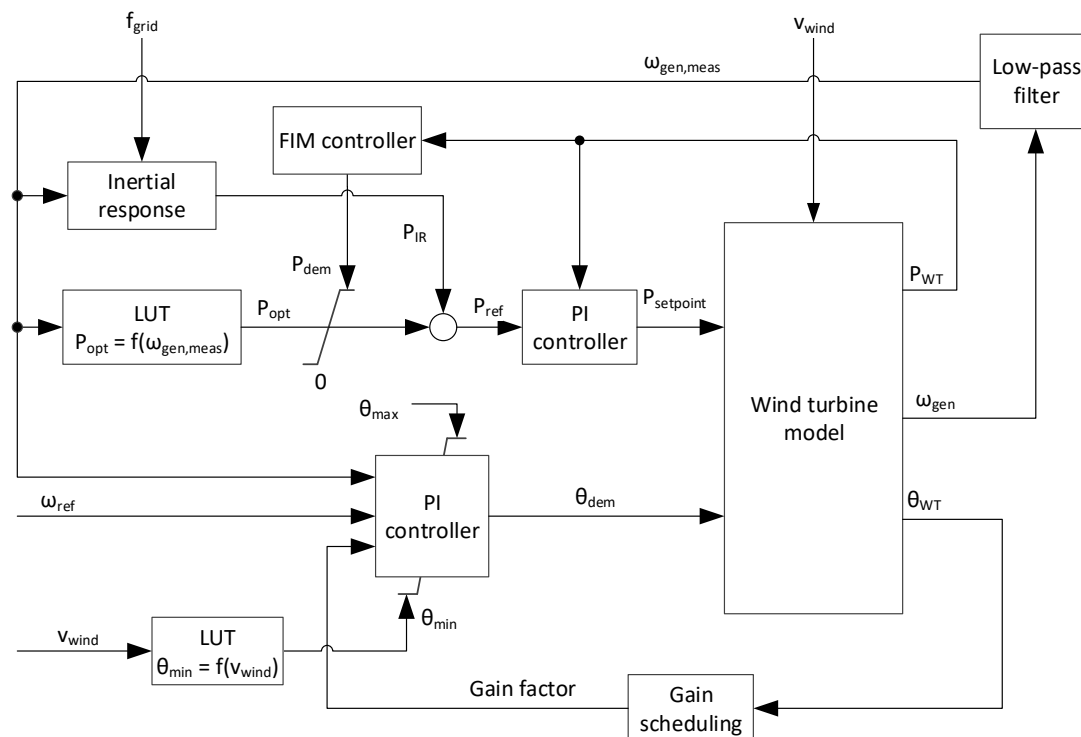 f_grid
v_wind
ω_gen,meas
Low-pass
filter
FIM controller
Inertial
response
P_IR
P_dem
P_WT
LUT
P_opt = f(ω_gen,meas)
P_opt
P_ref
PI
controller
P_setpoint
0
θ_max
Wind turbine
model
ω_gen
ω_ref
PI
controller
θ_dem
θ_WT
θ_min
v_wind
LUT
θ_min = f(v_wind)
Gain factor
Gain
scheduling